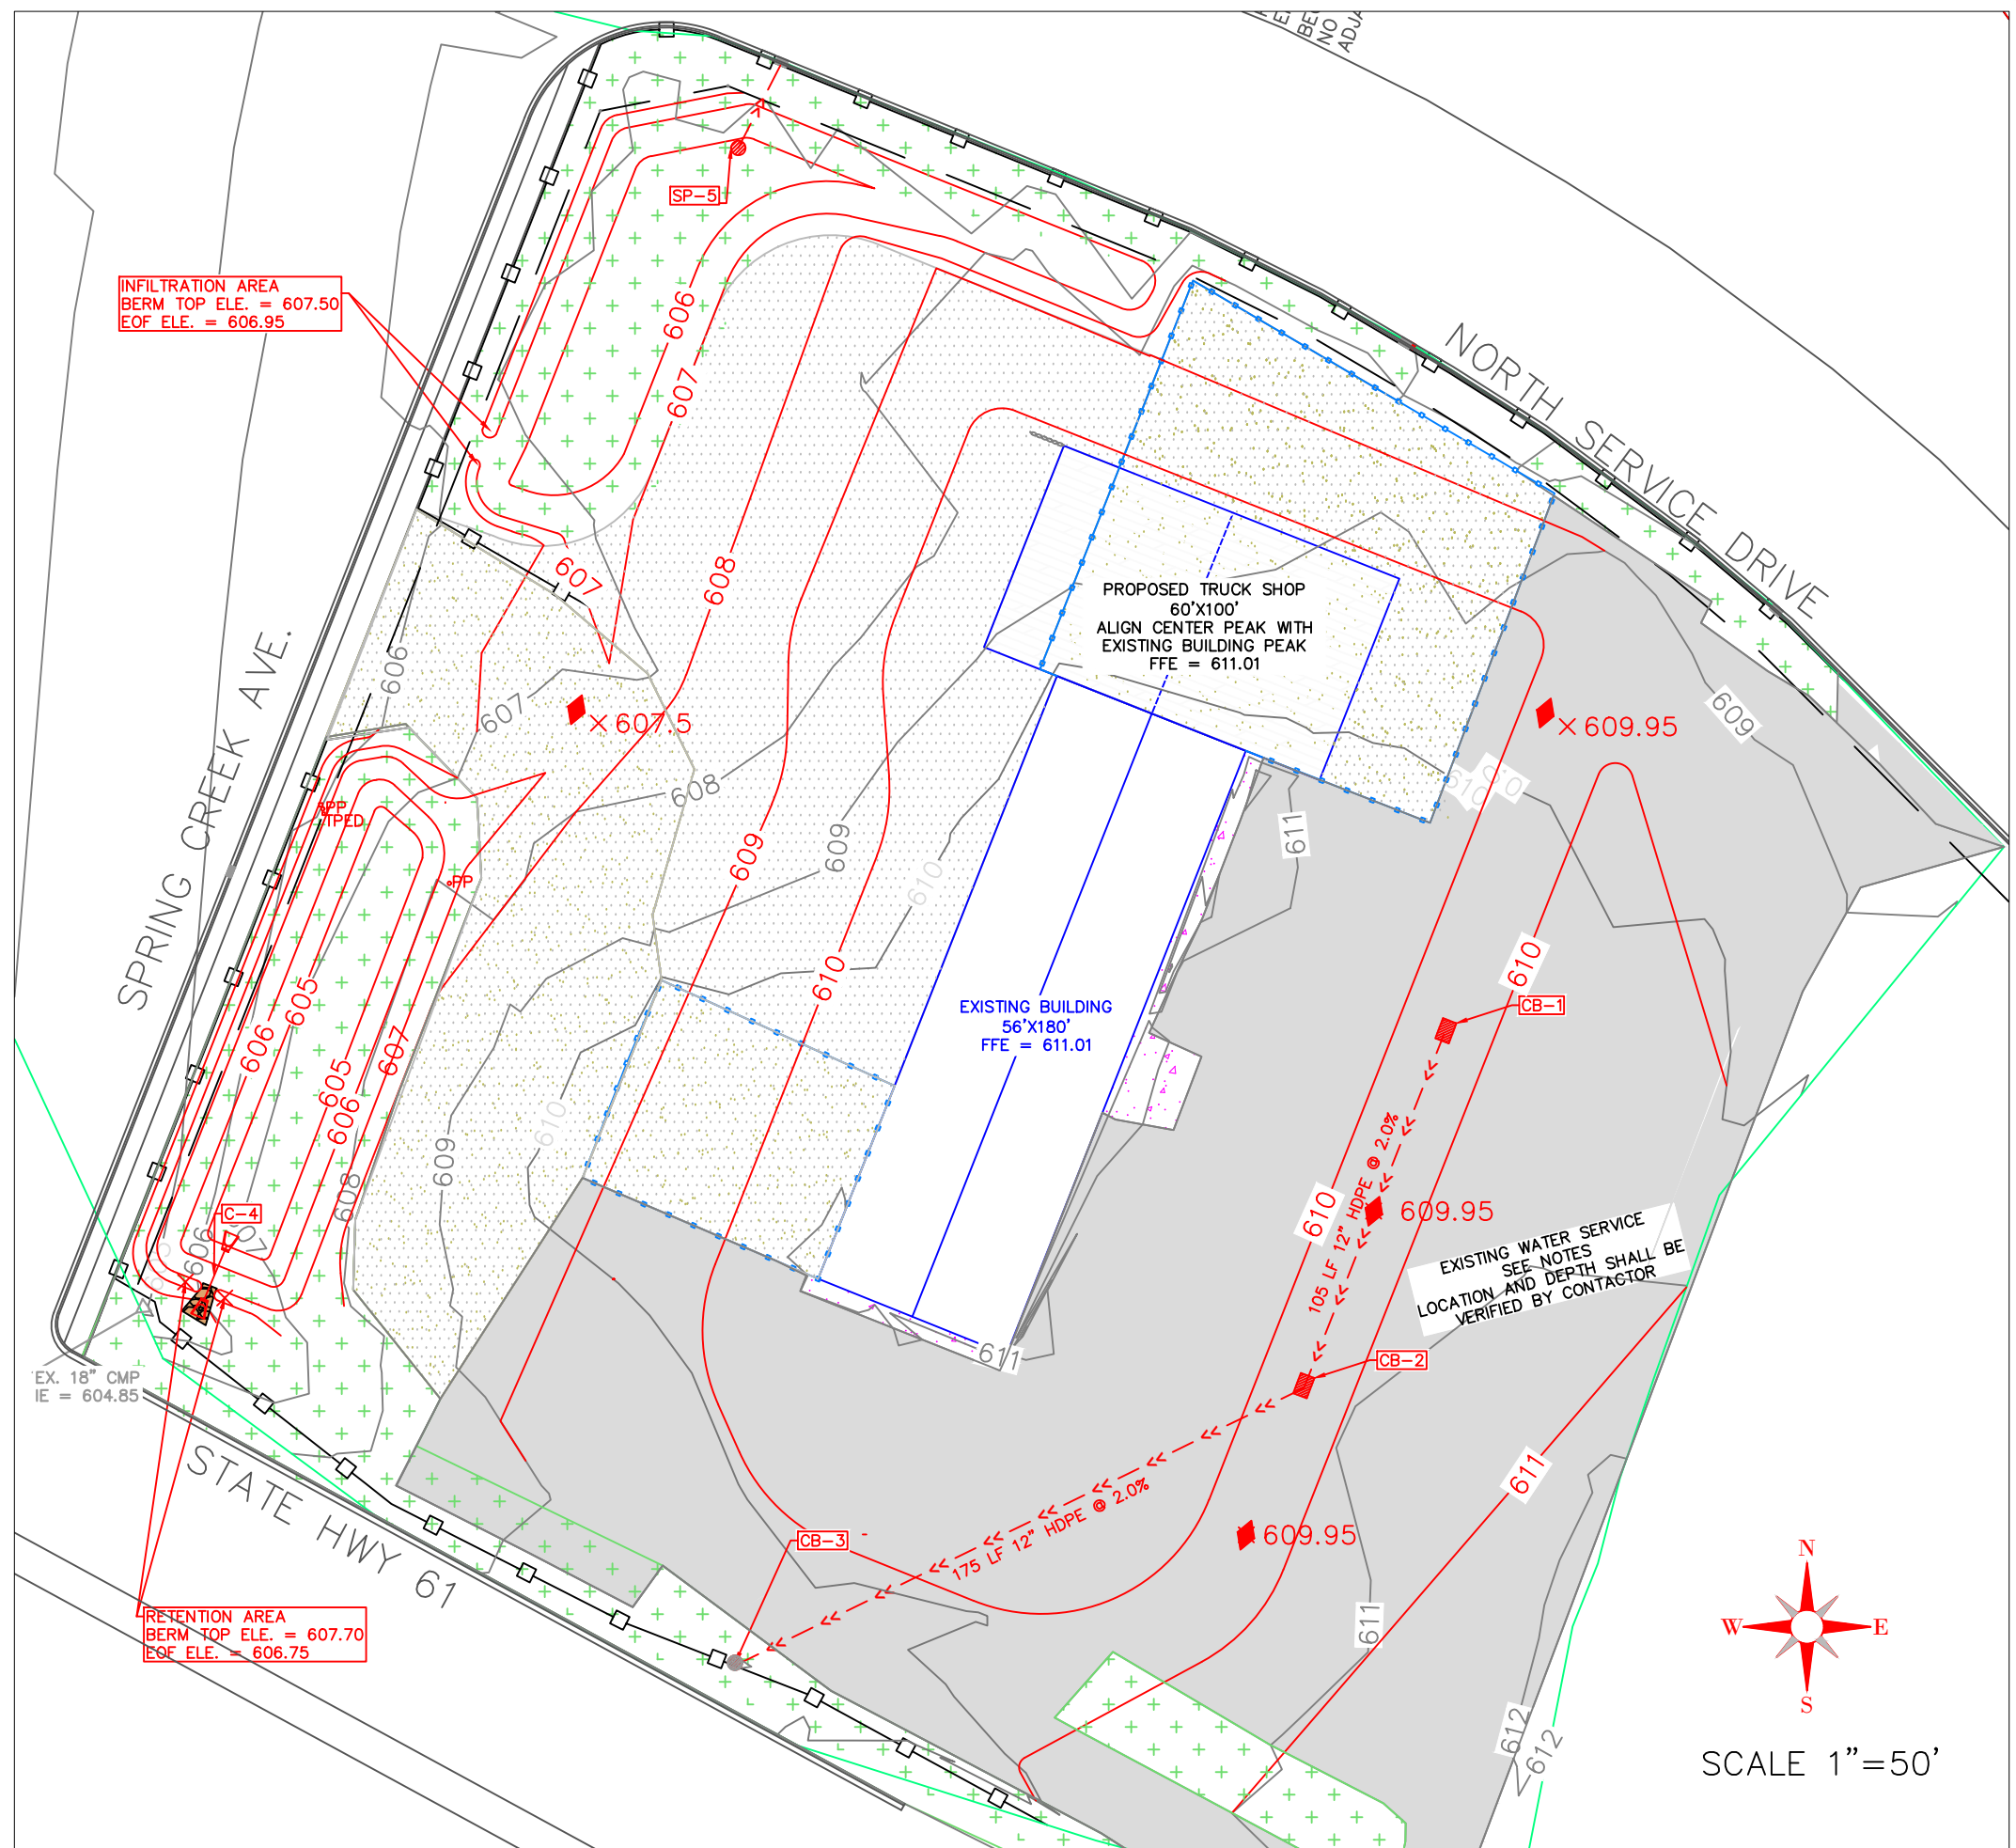 NO
SP-5
INFILTRATION AREA
BERM TOP ELE. = 607.50
EOF ELE. = 606.95
NORTH SERVICE DRIVE
SPRING CREEK AVE.
606
607
608
607
606
607
607.5
608
609
609
610
PROPOSED TRUCK SHOP
60'X100'
ALIGN CENTER PEAK WITH
EXISTING BUILDING PEAK
FFE = 611.01
609.95
609
610
611
PP
TPED
PP
610
EXISTING BUILDING
56'X180'
FFE = 611.01
610
CB-1
605
606
605
607
606
610
609
608
105 LF 12" HDPE @ 2.0%
610
609.95
EXISTING WATER SERVICE
SEE NOTES
LOCATION AND DEPTH SHALL BE
VERIFIED BY CONTACTOR
C-4
606
EX. 18" CMP
IE = 604.85
611
CB-2
STATE HWY 61
175 LF 12" HDPE @ 2.0%
CB-3
609.95
611
611
RETENTION AREA
BERM TOP ELE. = 607.70
EOF ELE. = 606.75
612
612
N
W
E
S
SCALE 1"=50'